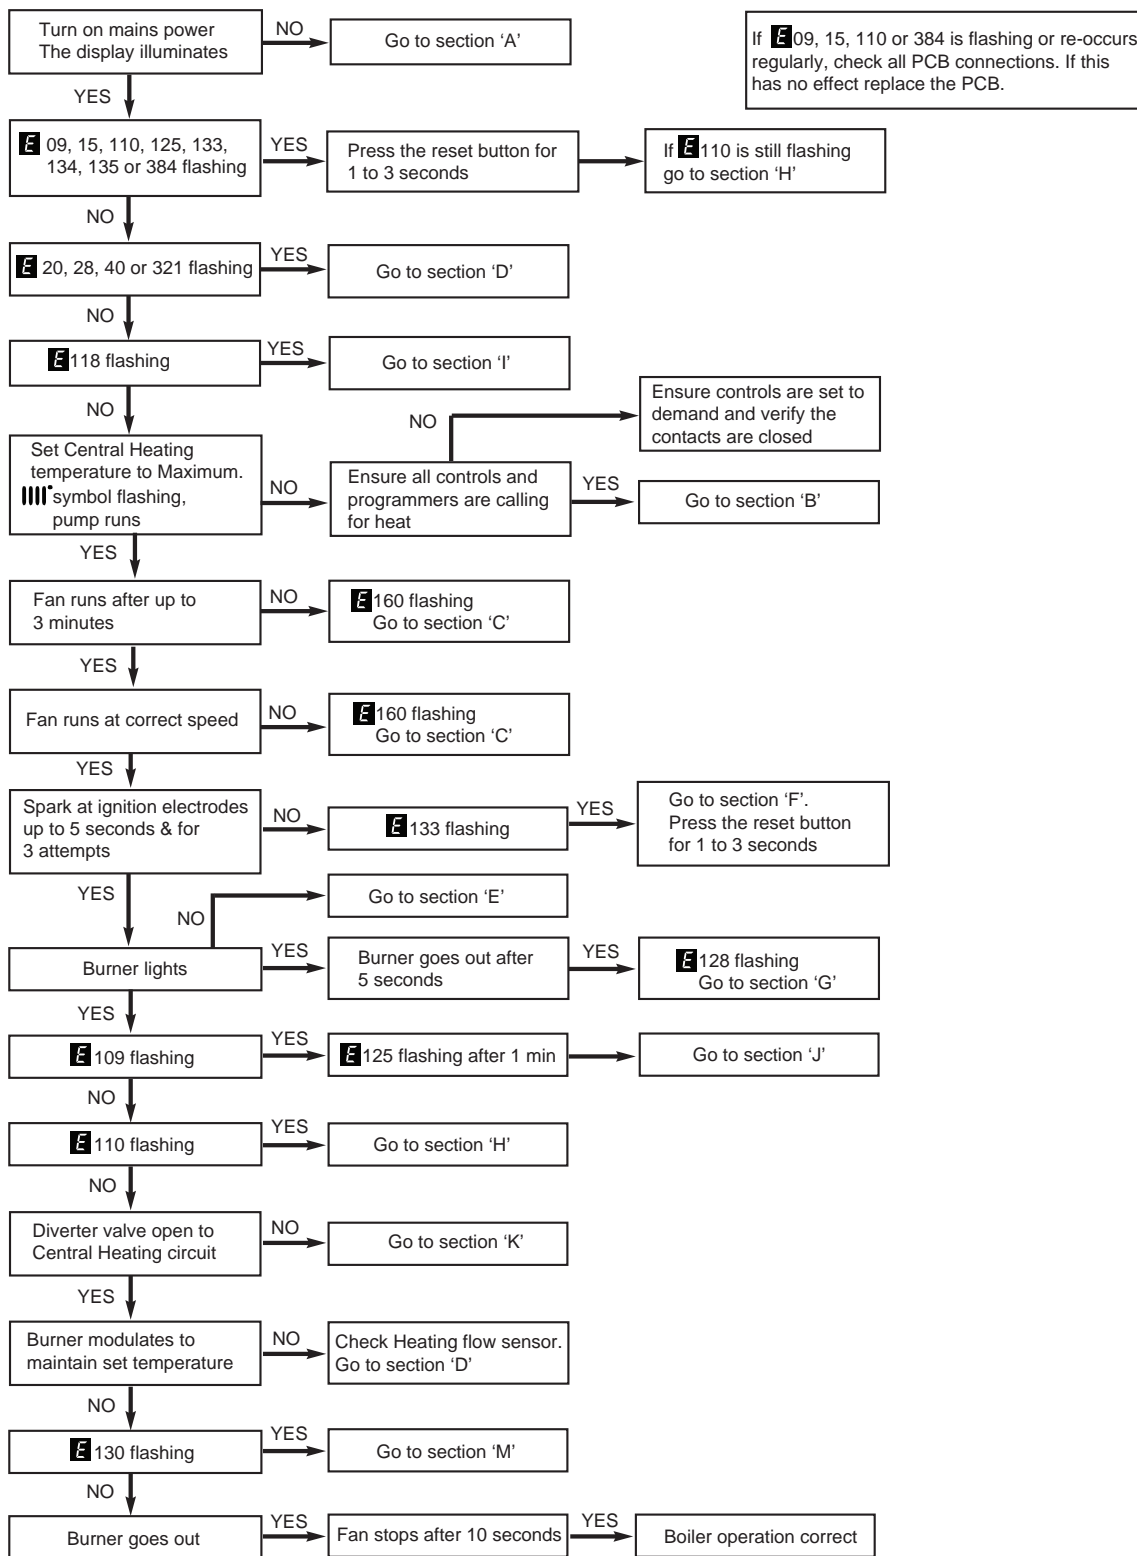 Turn on mains power
The display illuminates
NO
Go to section ‘A’
If E 09, 15, 110 or 384 is flashing or re-occurs
regularly, check all PCB connections. If this
has no effect replace the PCB.
YES
E 09, 15, 110, 125, 133,
134, 135 or 384 flashing
YES
Press the reset button for
1 to 3 seconds
If E 110 is still flashing
go to section ‘H’
NO
E 20, 28, 40 or 321 flashing
YES
Go to section ‘D’
NO
E 118 flashing
YES
Go to section ‘I’
NO
Set Central Heating
temperature to Maximum.
symbol flashing,
pump runs
NO
Ensure all controls and
programmers are calling
for heat
NO
Ensure controls are set to
demand and verify the
contacts are closed
YES
Go to section ‘B’
YES
Fan runs after up to
3 minutes
NO
E 160 flashing
Go to section ‘C’
YES
Fan runs at correct speed
NO
E 160 flashing
Go to section ‘C’
YES
Spark at ignition electrodes
up to 5 seconds & for
3 attempts
NO
E 133 flashing
YES
Go to section ‘F’.
Press the reset button
for 1 to 3 seconds
YES
NO
Go to section ‘E’
Burner lights
YES
Burner goes out after
5 seconds
YES
E 128 flashing
Go to section ‘G’
YES
E 109 flashing
YES
E 125 flashing after 1 min
Go to section ‘J’
NO
E 110 flashing
YES
Go to section ‘H’
NO
Diverter valve open to
Central Heating circuit
NO
Go to section ‘K’
YES
Burner modulates to
maintain set temperature
NO
Check Heating flow sensor.
Go to section ‘D’
NO
E 130 flashing
YES
Go to section ‘M’
NO
Burner goes out
YES
Fan stops after 10 seconds
YES
Boiler operation correct